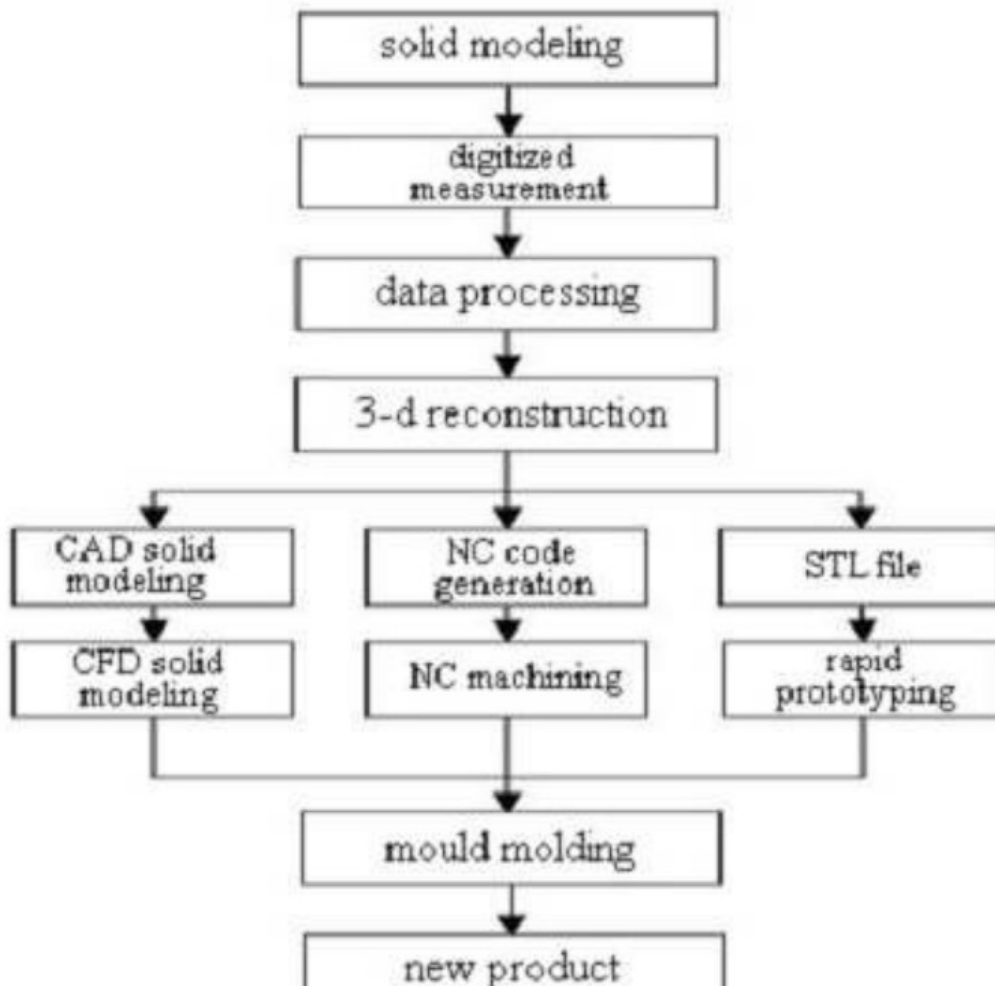 solid modeling
digitized
measurement
data processing
3-d reconstruction
CAD solid
modeling
NC code
generation
STL file
CFD solid
modeling
NC machining
rapid
prototyping
mould molding
new product